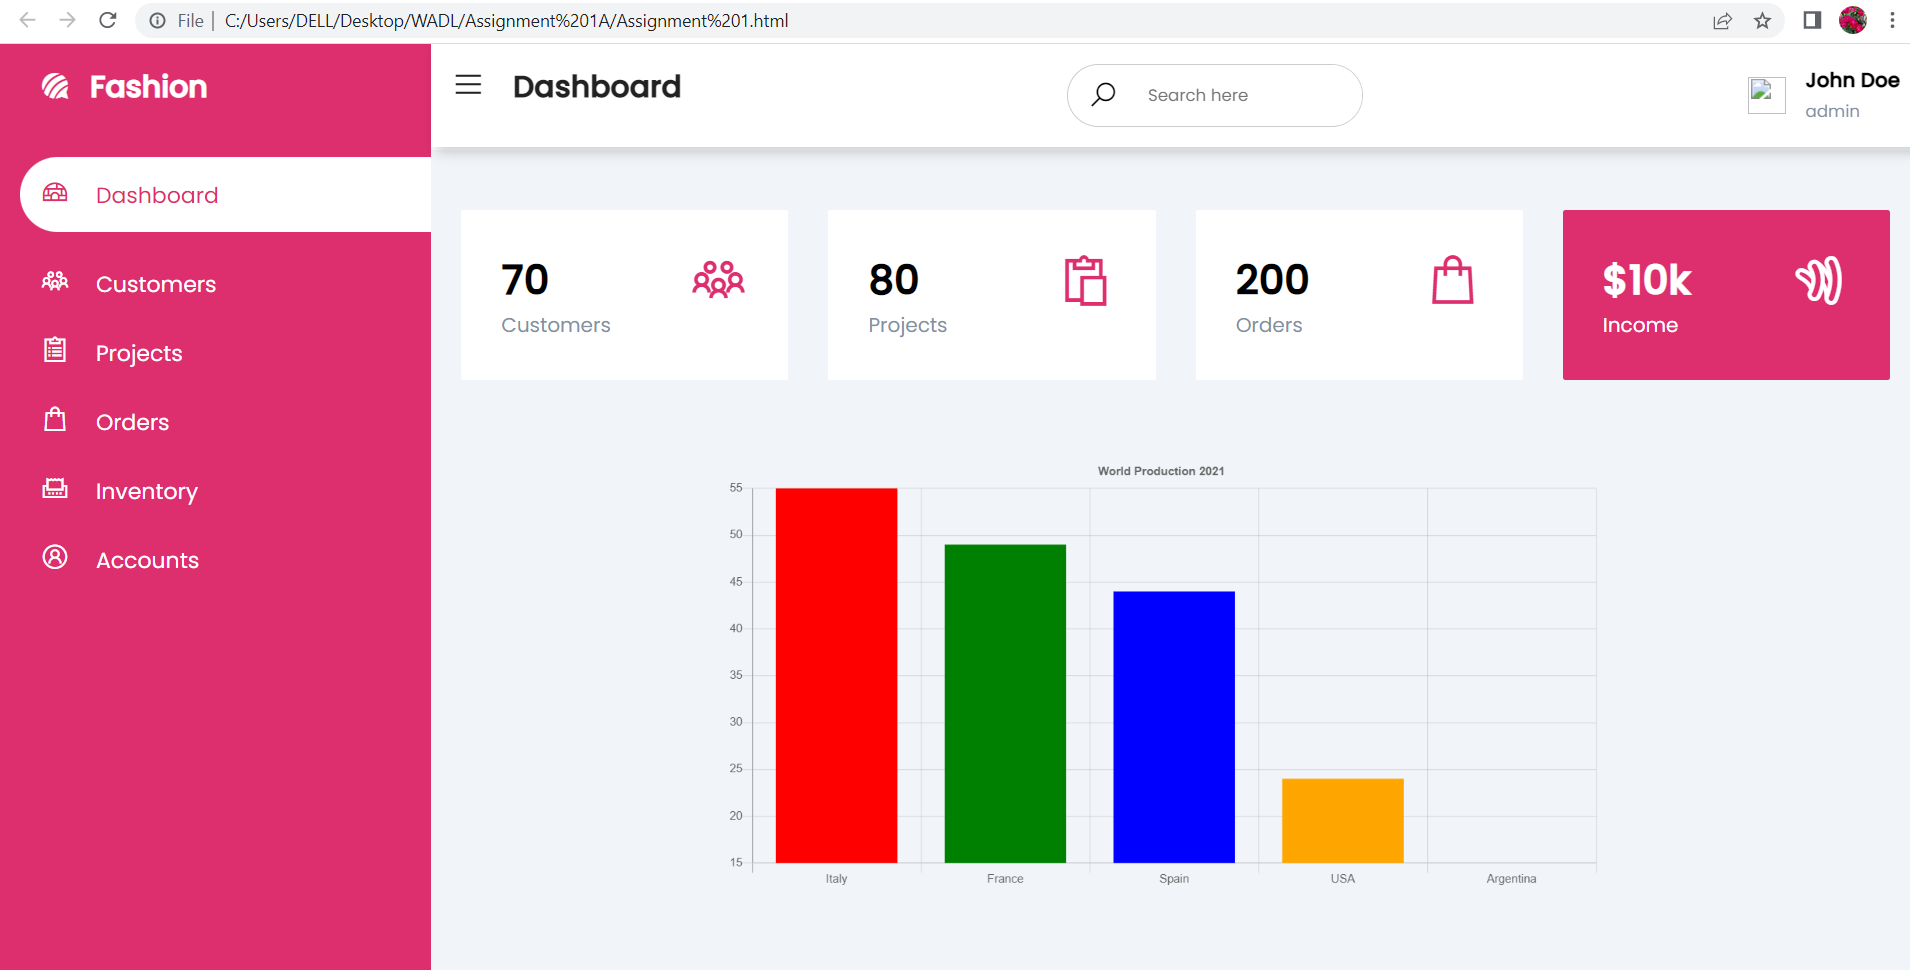 File | C:/Users/DELL/Desktop/WADL/Assignment%201A/Assignment%201.html
Fashion
Dashboard
Search here
John Doe
admin
Dashboard
Customers
Projects
Orders
Inventory
Accounts
70
Customers
80
Projects
200
Orders
$10k
Income
World Production 2021
55
50
45
40
35
30
25
20
15
Italy France Spain USA Argentina